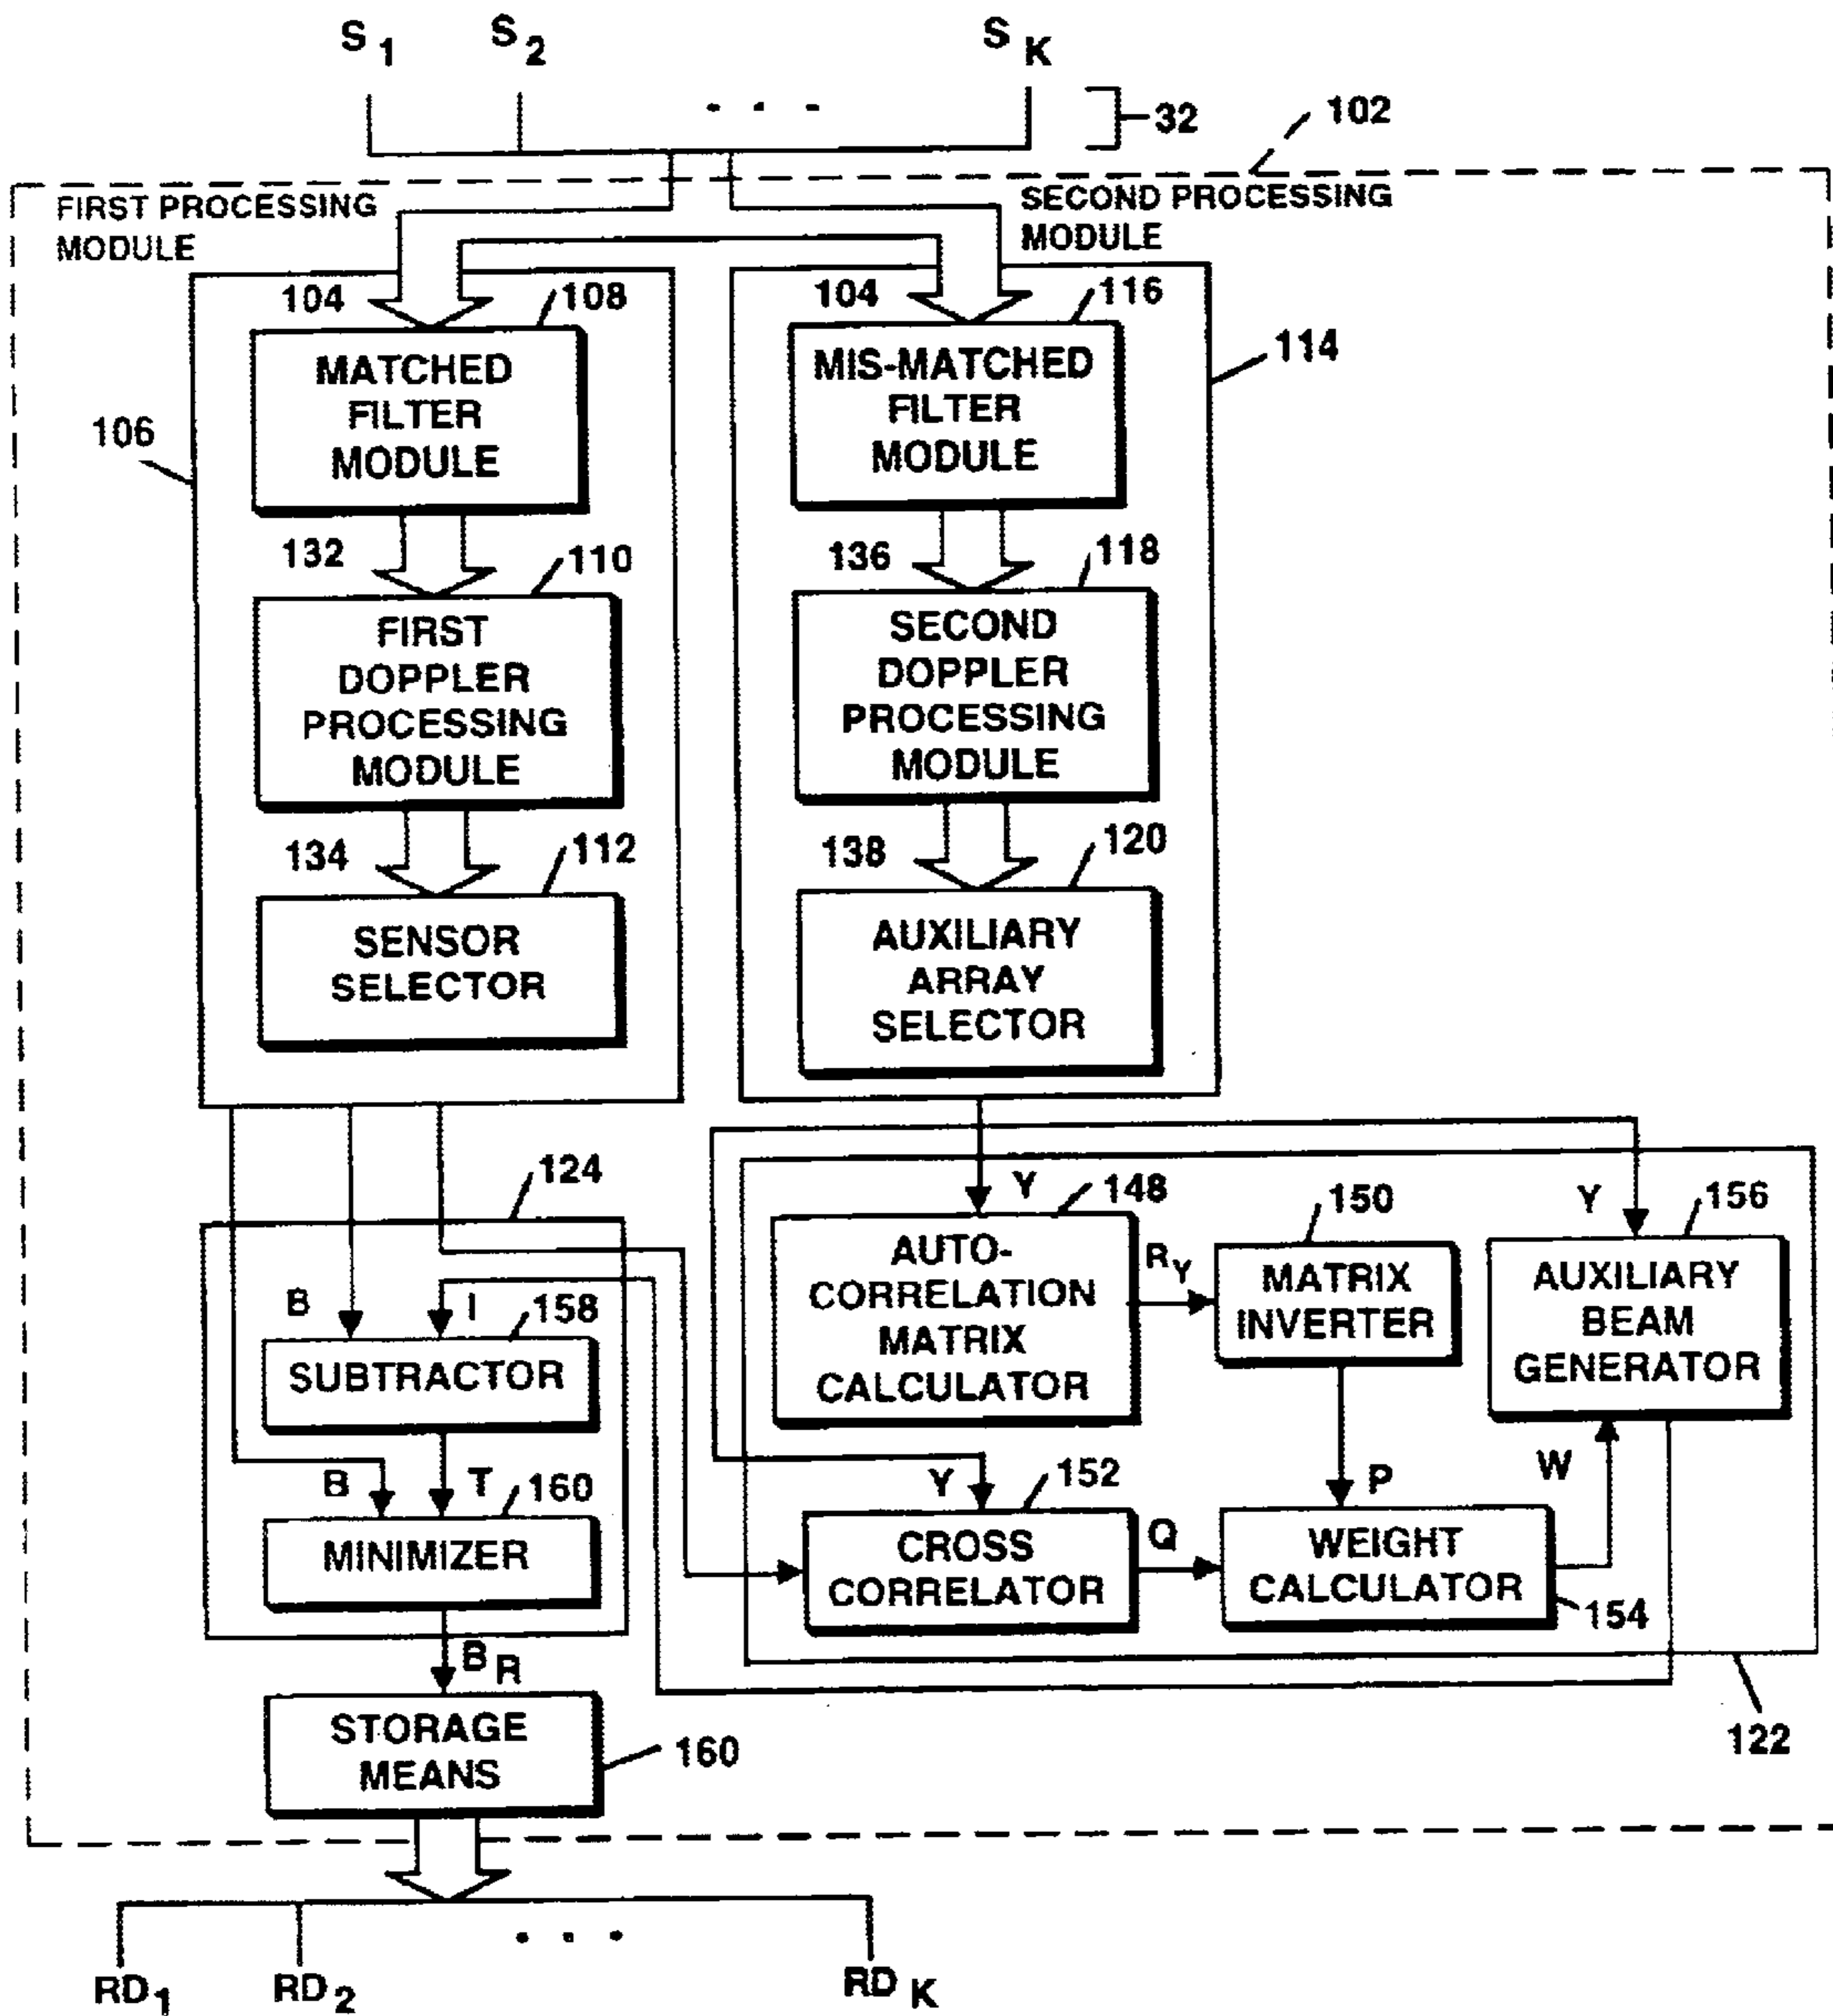 S1 S2 . . . SK
32
102
FIRST PROCESSING
MODULE
SECOND PROCESSING
MODULE
104
108
MATCHED
FILTER
MODULE
104
116
MIS-MATCHED
FILTER
MODULE
114
106
132
110
FIRST
DOPPLER
PROCESSING
MODULE
136
118
SECOND
DOPPLER
PROCESSING
MODULE
134
112
SENSOR
SELECTOR
138
120
AUXILIARY
ARRAY
SELECTOR
124
B
I
158
SUBTRACTOR
B
T
160
MINIMIZER
BR
STORAGE
MEANS
160
Y
148
AUTO-
CORRELATION
MATRIX
CALCULATOR
RY
150
MATRIX
INVERTER
Y
156
AUXILIARY
BEAM
GENERATOR
Y
152
CROSS
CORRELATOR
Q
P
WEIGHT
CALCULATOR
154
W
122
RD1 RD2 . . . RDK